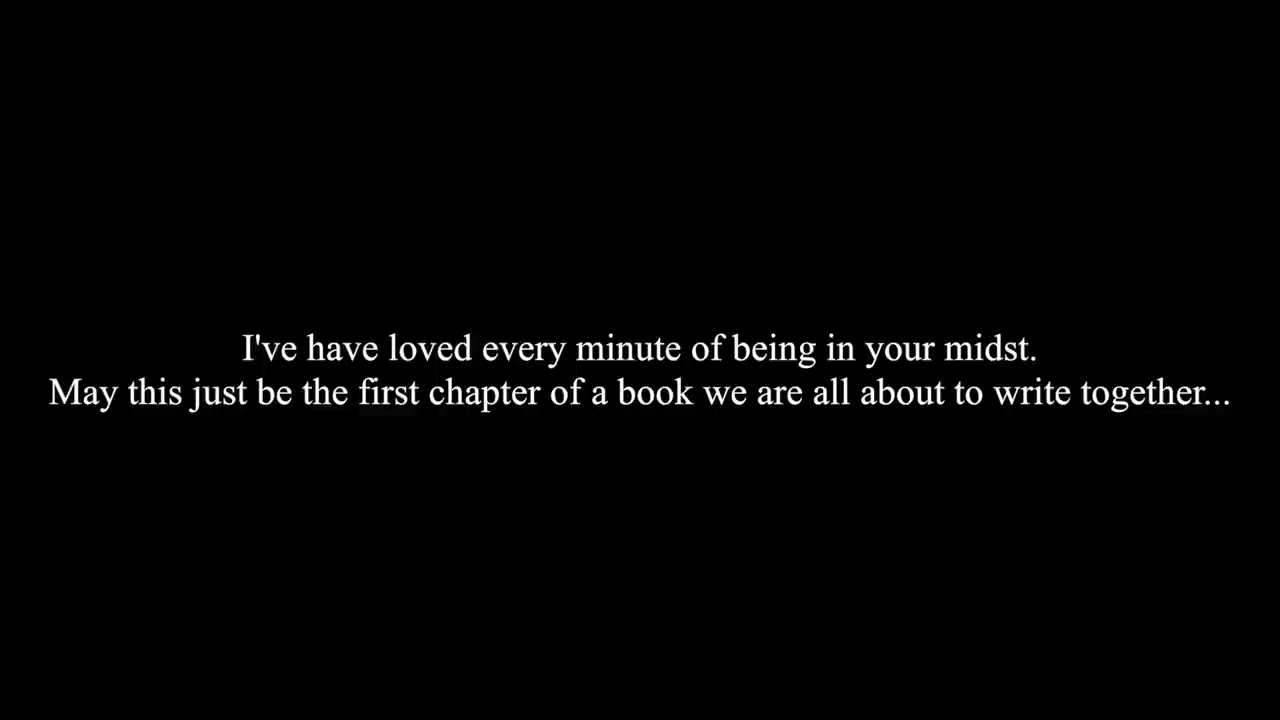 I've have loved every minute of being in your midst.
May this just be the first chapter of a book we are all about to write together...